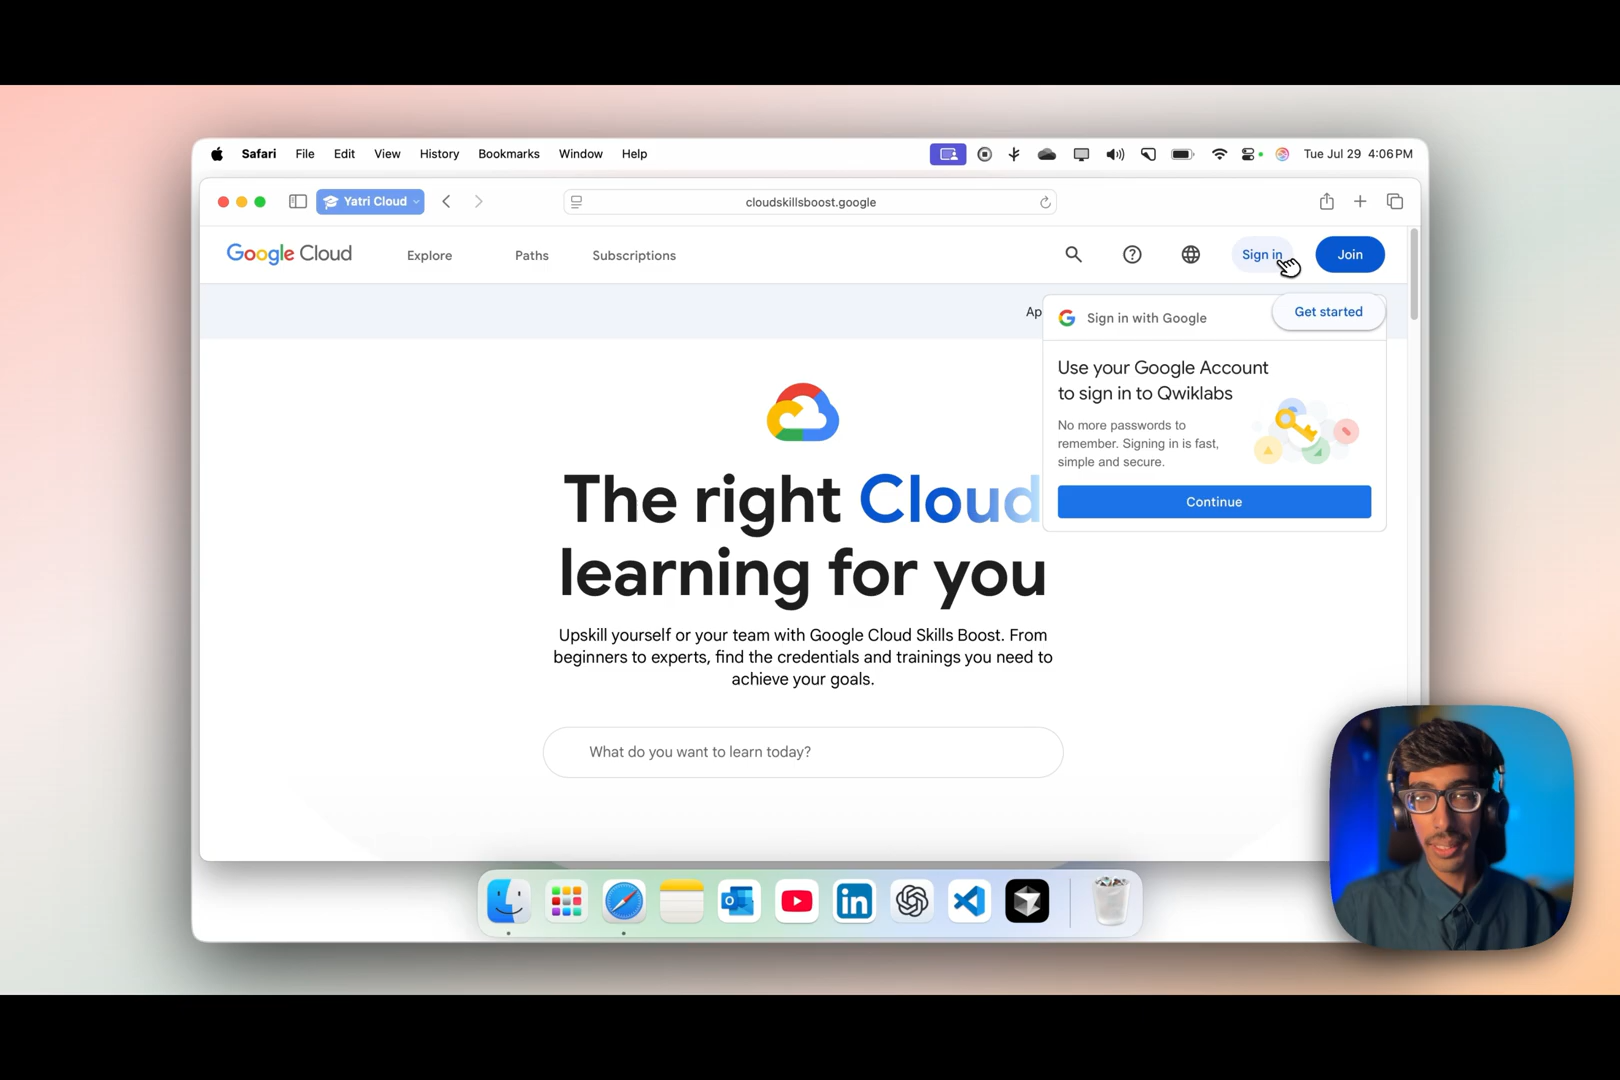 Safari File Edit View History Bookmarks Window Help Tue Jul 29 4:06 PM
Yatri Cloud cloudskillsboost.google
Google Cloud Explore Paths Subscriptions Sign in Join
Ap
Get started
Sign in with Google
Use your Google Account
to sign in to Qwiklabs
No more passwords to
remember. Signing in is fast,
simple and secure.
Continue
The right Cloud
learning for you
Upskill yourself or your team with Google Cloud Skills Boost. From
beginners to experts, find the credentials and trainings you need to
achieve your goals.
What do you want to learn today?